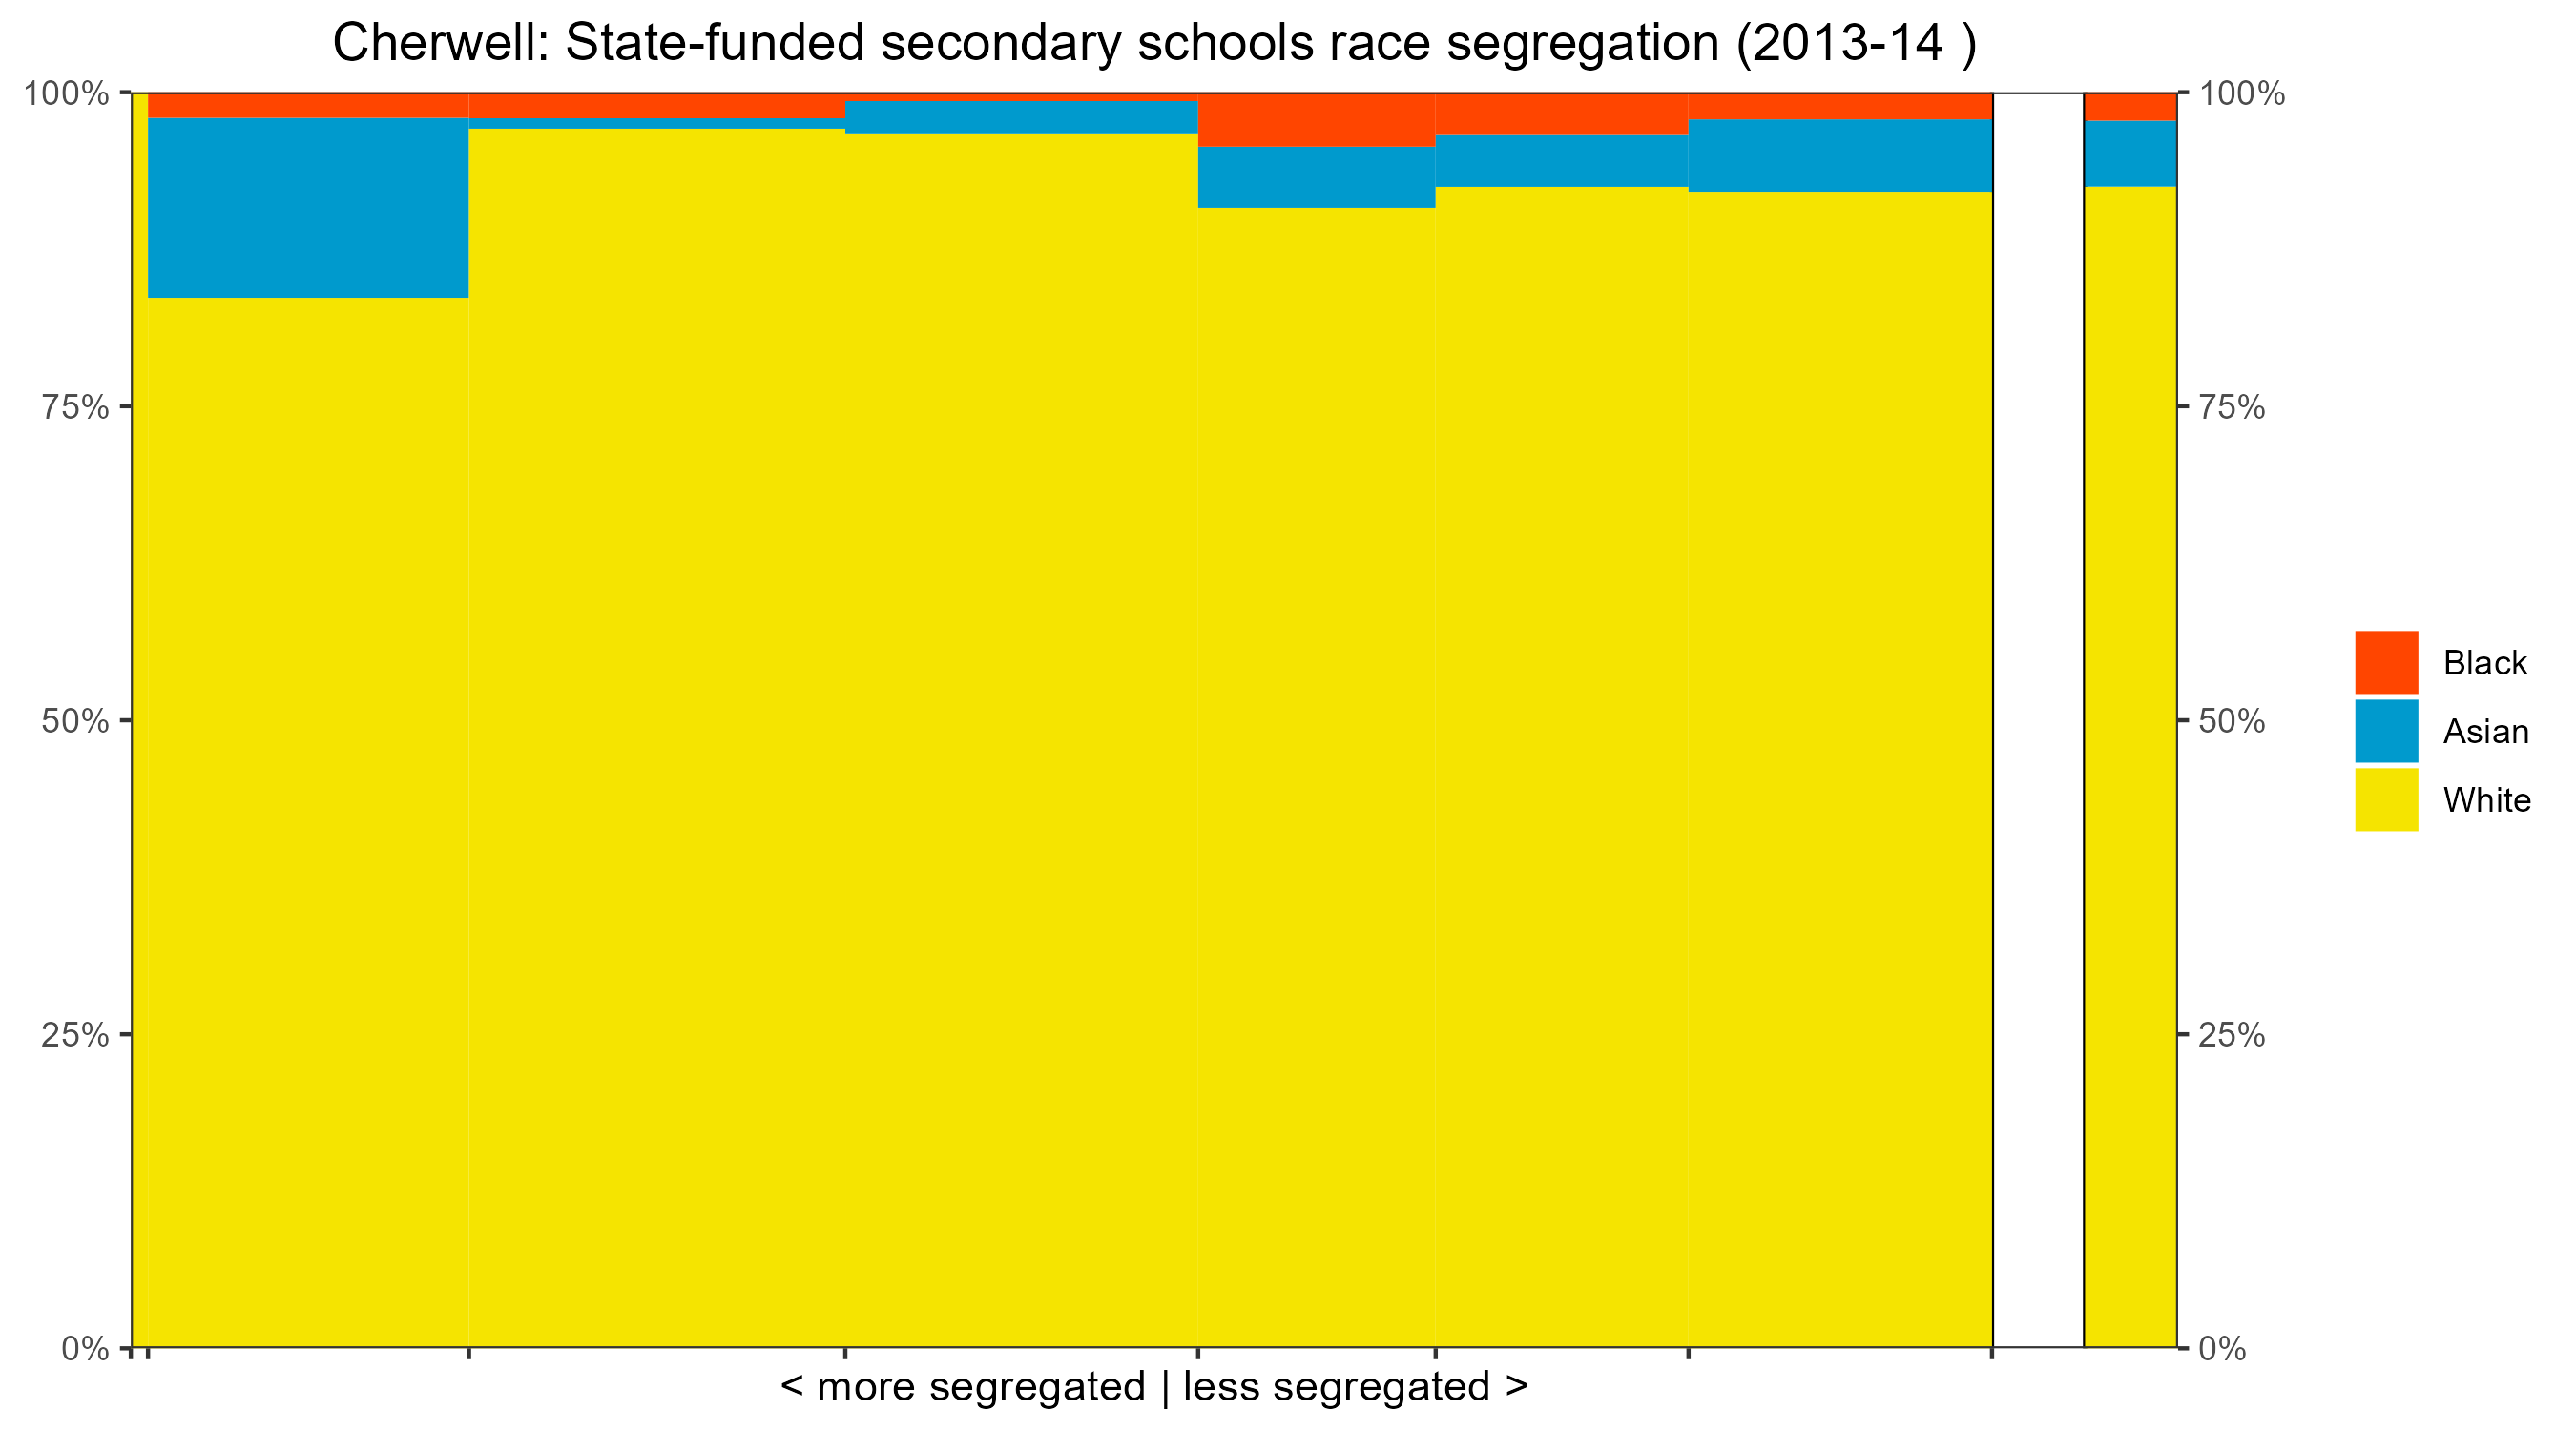 Cherwell: State-funded secondary schools race segregation (2013-14 )
100%
100%
75%
75%
50%
50%
25%
25%
0%
0%
Black
Asian
White
< more segregated | less segregated >